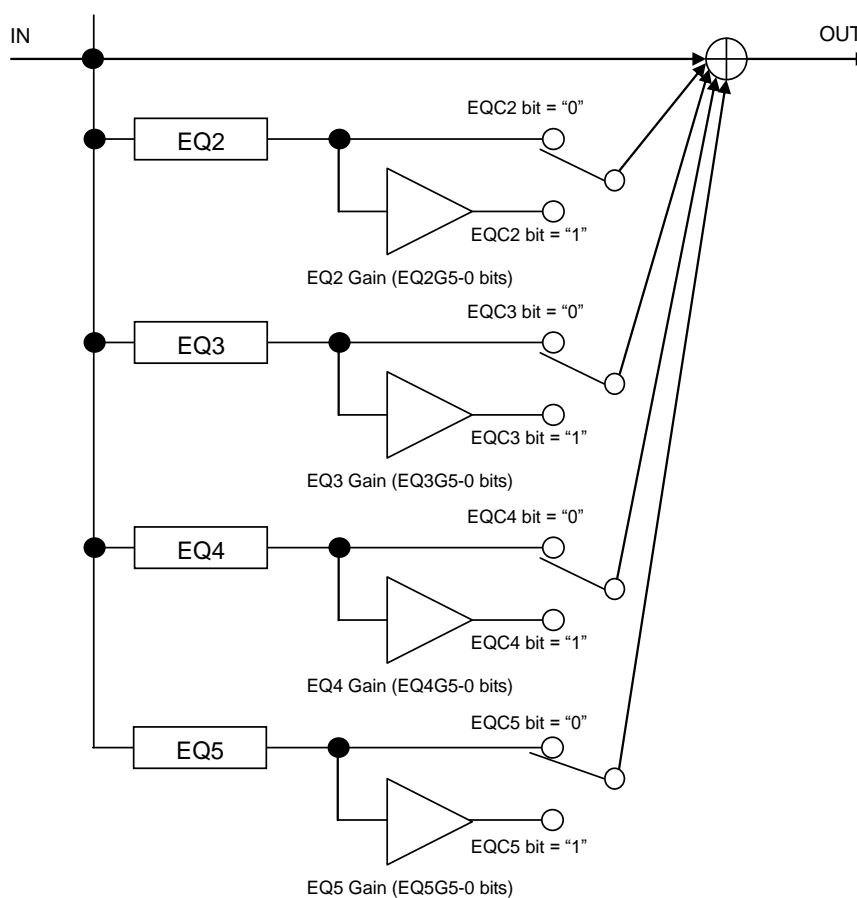 IN
OUT
EQC2 bit = “0”
EQ2
EQC2 bit = “1”
EQ2 Gain (EQ2G5-0 bits)
EQC3 bit = “0”
EQ3
EQC3 bit = “1”
EQ3 Gain (EQ3G5-0 bits)
EQC4 bit = “0”
EQ4
EQC4 bit = “1”
EQ4 Gain (EQ4G5-0 bits)
EQC5 bit = “0”
EQ5
EQC5 bit = “1”
EQ5 Gain (EQ5G5-0 bits)